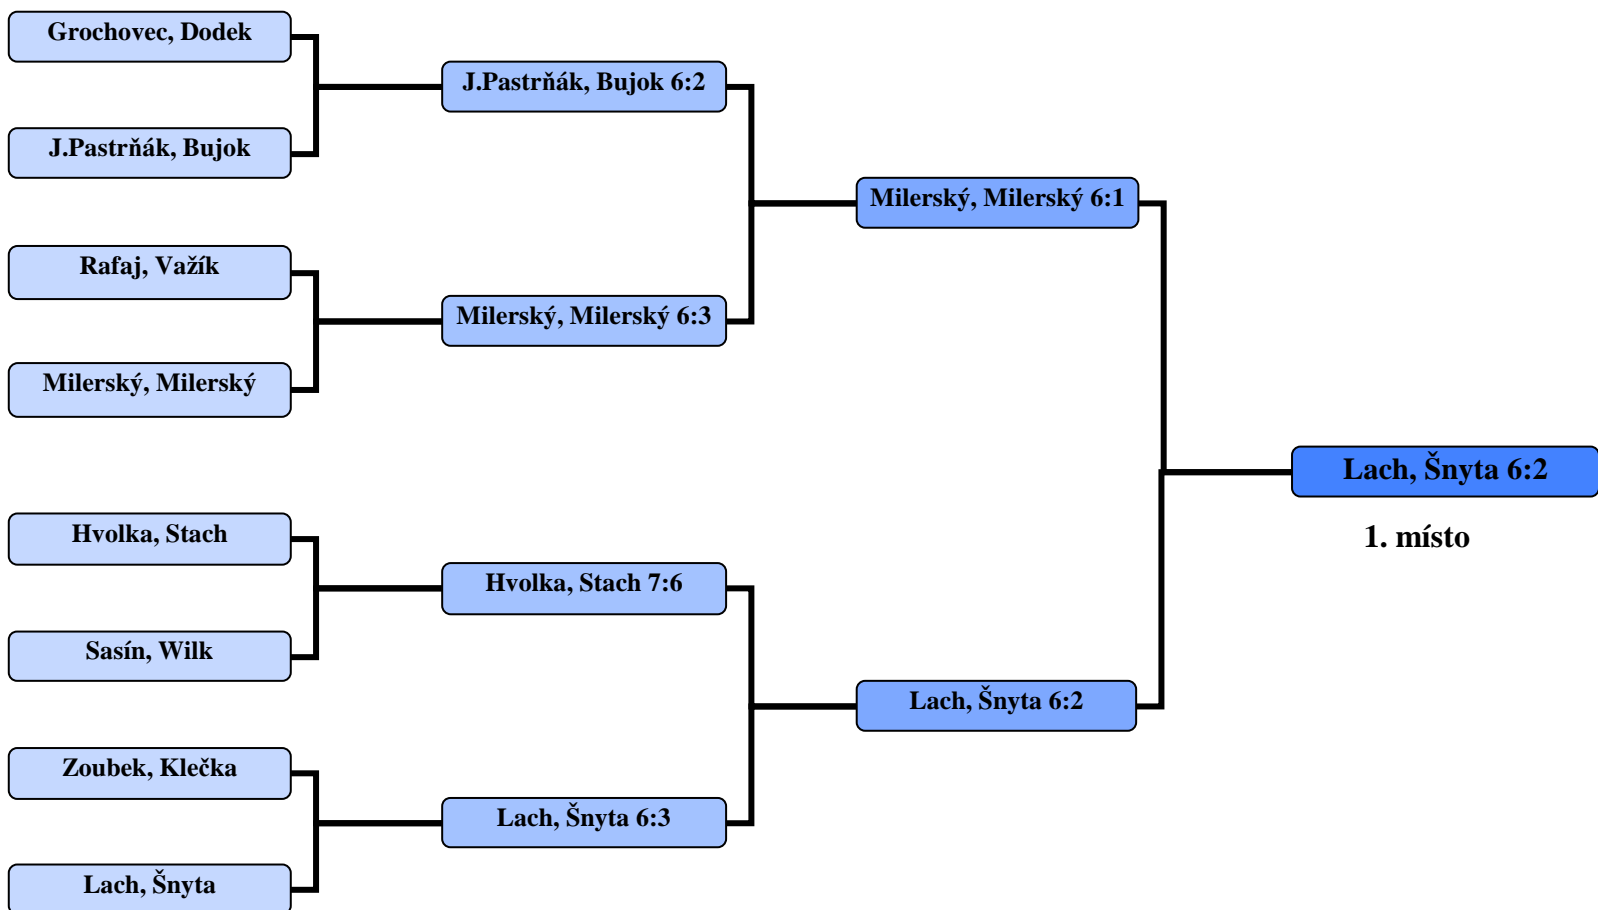 Grochovec, Dodek
J.Pastrňák, Bujok 6:2
J.Pastrňák, Bujok
Milerský, Milerský 6:1
Rafaj, Važík
Milerský, Milerský 6:3
Milerský, Milerský
Lach, Šnyta 6:2
1. místo
Hvolka, Stach
Hvolka, Stach 7:6
Sasín, Wilk
Lach, Šnyta 6:2
Zoubek, Klečka
Lach, Šnyta 6:3
Lach, Šnyta